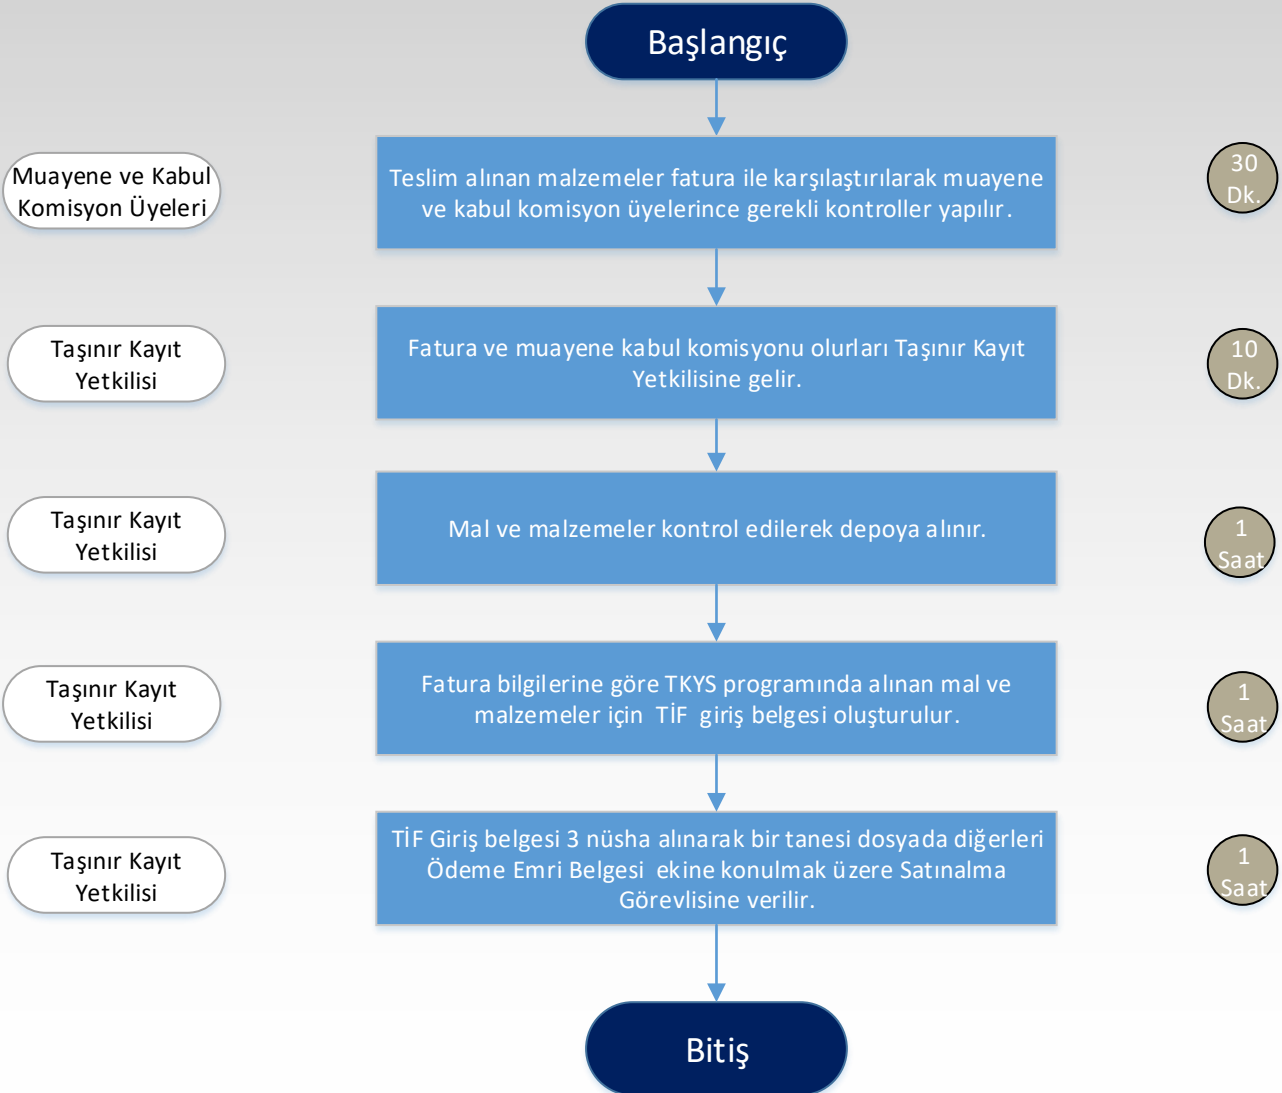 Başlangıç
Muayene ve Kabul
Komisyon Üyeleri
Teslim alınan malzemeler fatura ile karşılaştırılarak muayene
ve kabul komisyon üyelerince gerekli kontroller yapılır.
30
Dk.
Taşınır Kayıt
Yetkilisi
Fatura ve muayene kabul komisyonu olurları Taşınır Kayıt
Yetkilisine gelir.
10
Dk.
Taşınır Kayıt
Yetkilisi
Mal ve malzemeler kontrol edilerek depoya alınır.
1
Saat
Taşınır Kayıt
Yetkilisi
Fatura bilgilerine göre TKYS programında alınan mal ve
malzemeler için TİF giriş belgesi oluşturulur.
1
Saat
Taşınır Kayıt
Yetkilisi
TİF Giriş belgesi 3 nüsha alınarak bir tanesi dosyada diğerleri
Ödeme Emri Belgesi ekine konulmak üzere Satınalma
Görevlisine verilir.
1
Saat
Bitiş